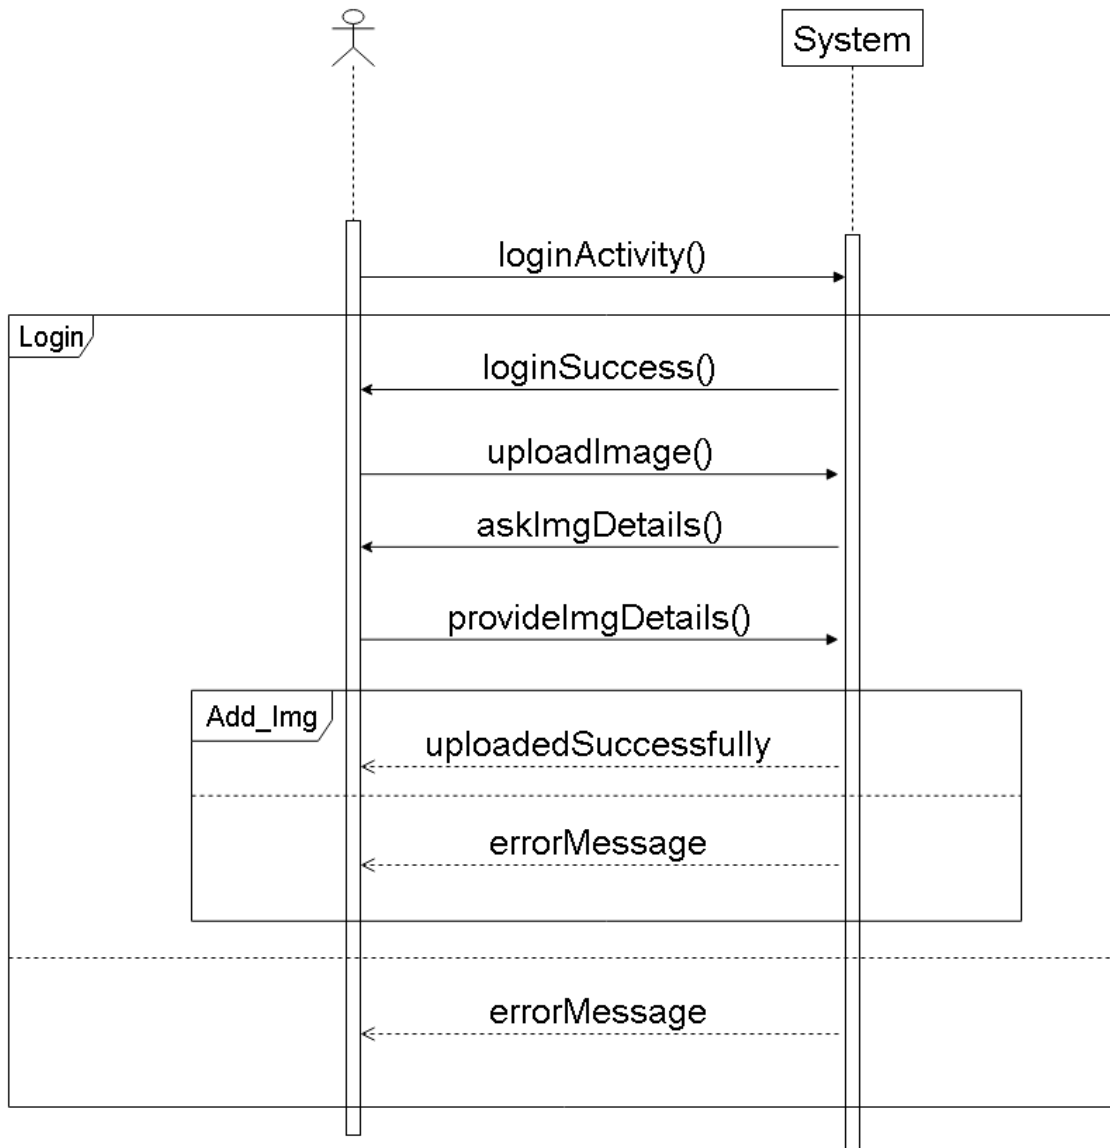 System
loginActivity()
Login
loginSuccess()
uploadImage()
askImgDetails()
provideImgDetails()
Add_Img
uploadedSuccessfully
errorMessage
errorMessage